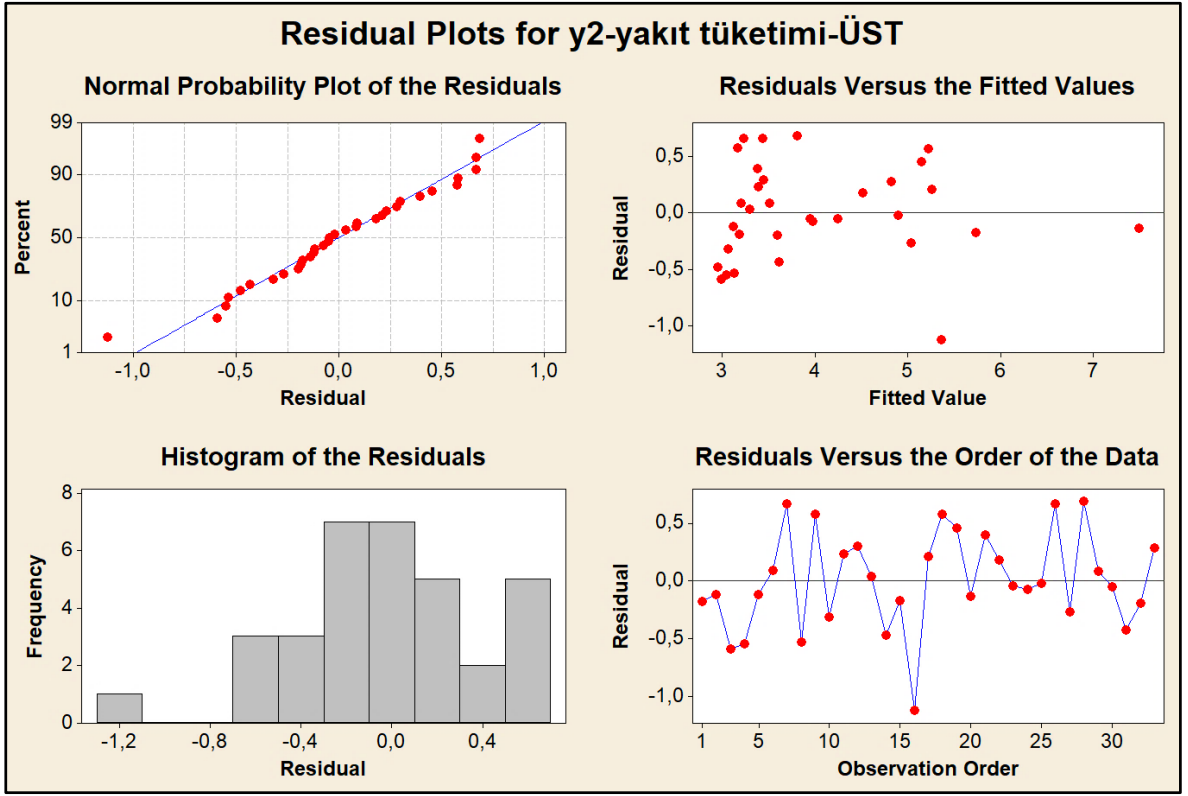 Residual Plots for y2-yakıt tüketimi-ÜST
Normal Probability Plot of the Residuals
99
90
50
10
1
Percent
-1,0 -0,5 0,0 0,5 1,0
Residual
Residuals Versus the Fitted Values
0,5
0,0
-0,5
-1,0
Residual
3 4 5 6 7
Fitted Value
Histogram of the Residuals
8
6
4
2
0
Frequency
-1,2 -0,8 -0,4 0,0 0,4
Residual
Residuals Versus the Order of the Data
0,5
0,0
-0,5
-1,0
Residual
1 5 10 15 20 25 30
Observation Order